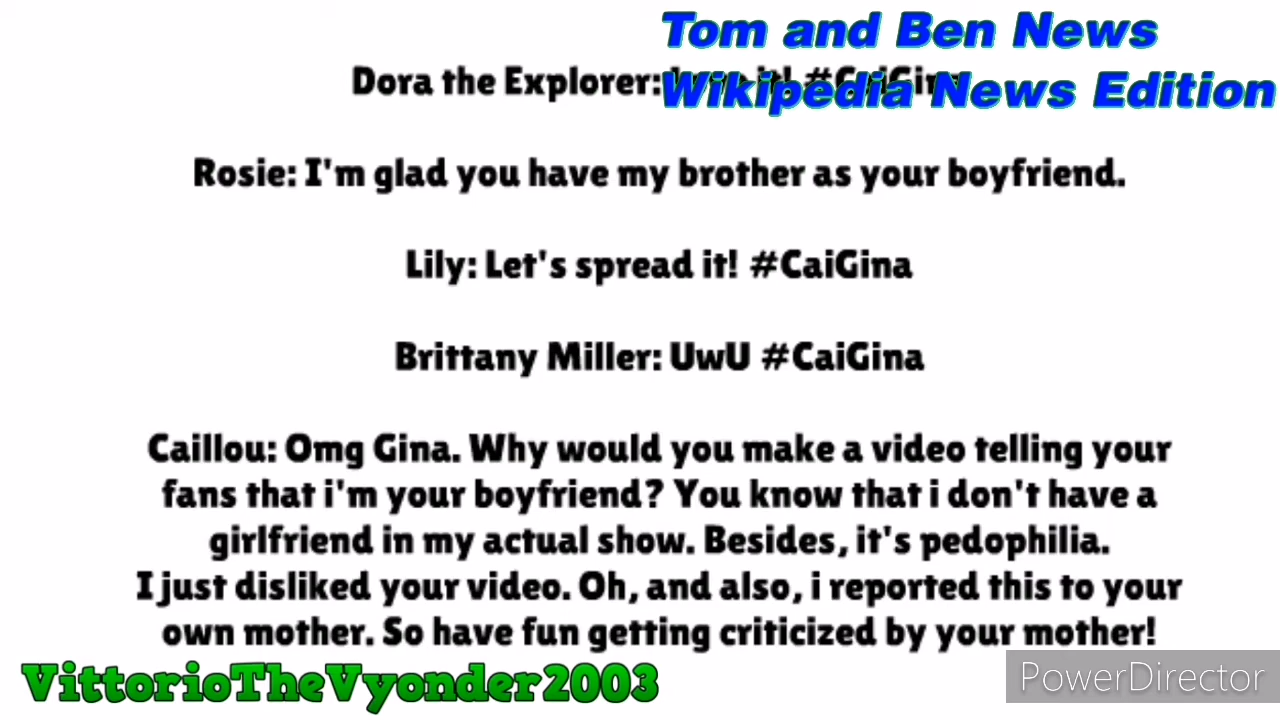 Tom and Ben News
Dora the Explorer: it! #CaiGina
Wikipedia News Edition
Rosie: I'm glad you have my brother as your boyfriend.
Lily: Let's spread it! #CaiGina
Brittany Miller: UwU #CaiGina
Caillou: Omg Gina. Why would you make a video telling your
fans that i'm your boyfriend? You know that i don't have a
girlfriend in my actual show. Besides, it's pedophilia.
I just disliked your video. Oh, and also, i reported this to your
own mother. So have fun getting criticized by your mother!
VittorioTheVyonder2003
PowerDirector